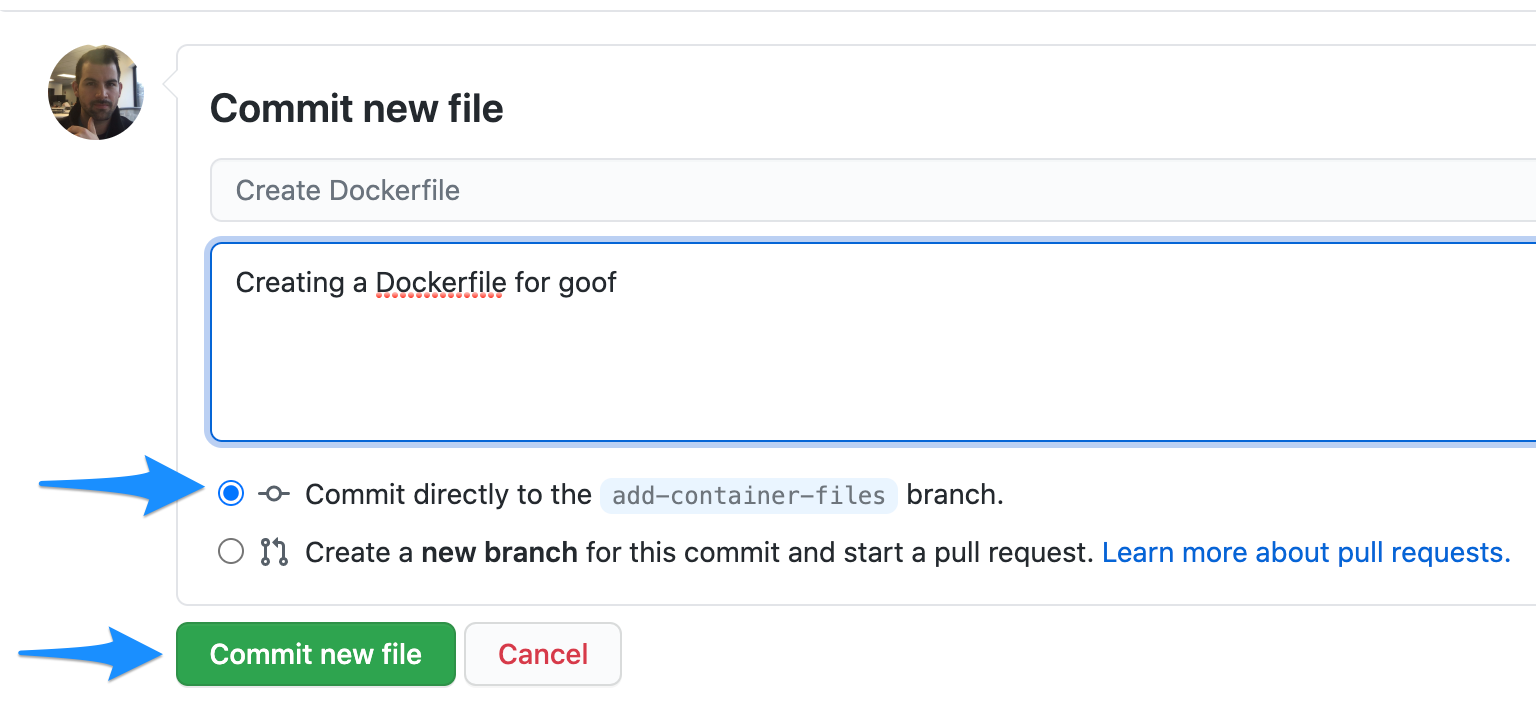 Commit new file
Create Dockerfile
Creating a Dockerfile for goof
Commit directly to the add-container-files branch.
Create a new branch for this commit and start a pull request. Learn more about pull requests.
Commit new file Cancel